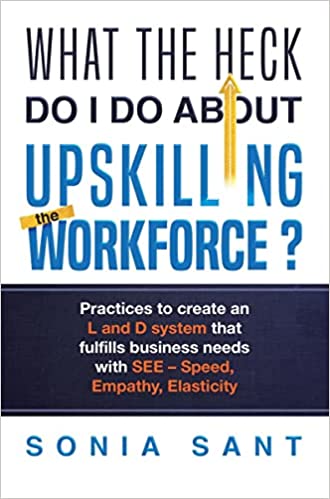 WHAT THE HECK
DO I DO ABOUT
UPSKILLING
the
WORKFORCE?
Practices to create an
L and D system that
fulfills business needs
with SEE – Speed,
Empathy, Elasticity
SONIA SANT